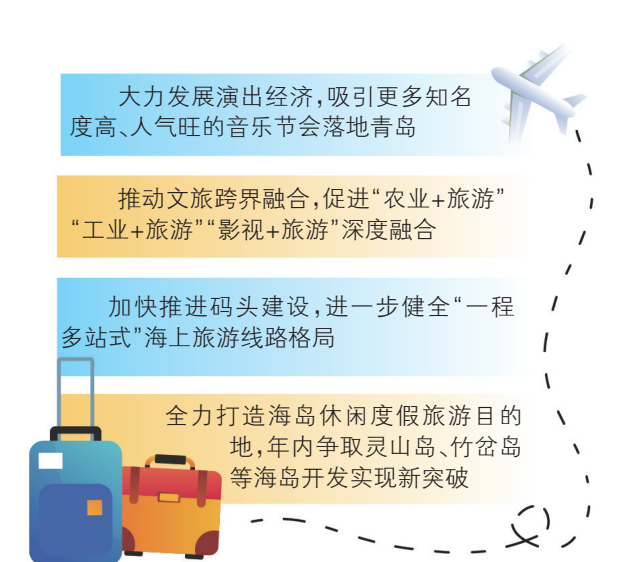 大力发展演出经济,吸引更多知名
度高、人气旺的音乐节会落地青岛
推动文旅跨界融合,促进“农业+旅游”
“工业+旅游”“影视+旅游”深度融合
加快推进码头建设,进一步健全“一程
多站式”海上旅游线路格局
全力打造海岛休闲度假旅游目的
地,年内争取灵山岛、竹岔岛
等海岛开发实现新突破